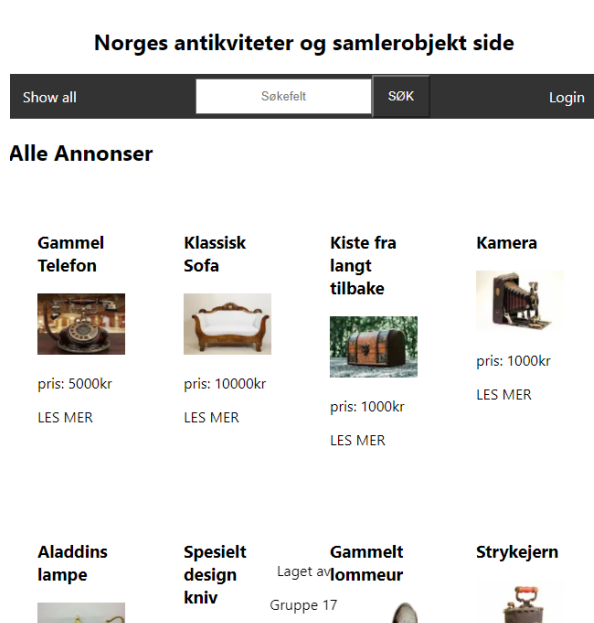 Norges antikviteter og samlerobjekt side
Show all
Søkefelt
SØK
Login
Alle Annonser
Gammel
Telefon
pris: 5000kr
LES MER
Klassisk
Sofa
pris: 10000kr
LES MER
Kiste fra
langt
tilbake
pris: 1000kr
LES MER
Kamera
pris: 1000kr
LES MER
Aladdins
lampe
Spesielt
design
kniv
Gammelt
lommeur
Strykejern
Laget av
Gruppe 17